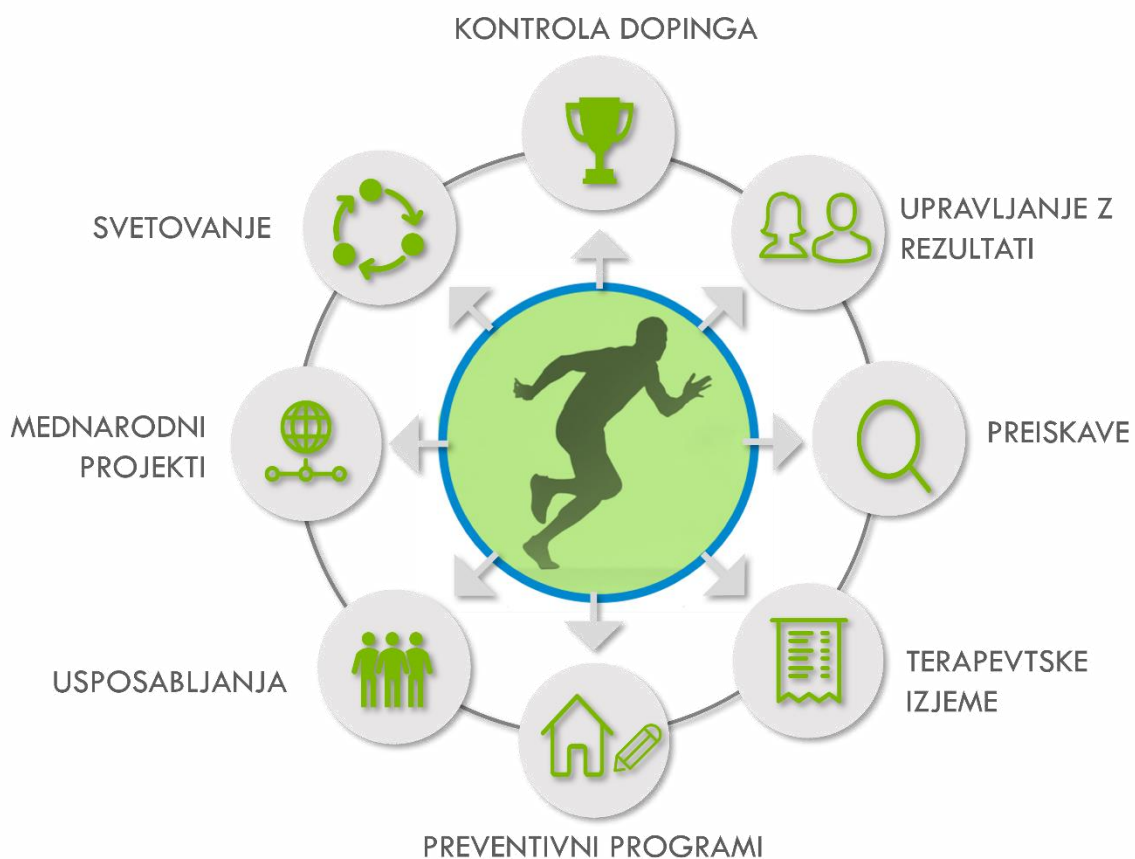 KONTROLA DOPINGA
UPRAVLJANJE Z
REZULTATI
PREISKAVE
TERAPEVTSKE
IZJEME
PREVENTIVNI PROGRAMI
USPOSABLJANJA
MEDNARODNI
PROJEKTI
SVETOVANJE